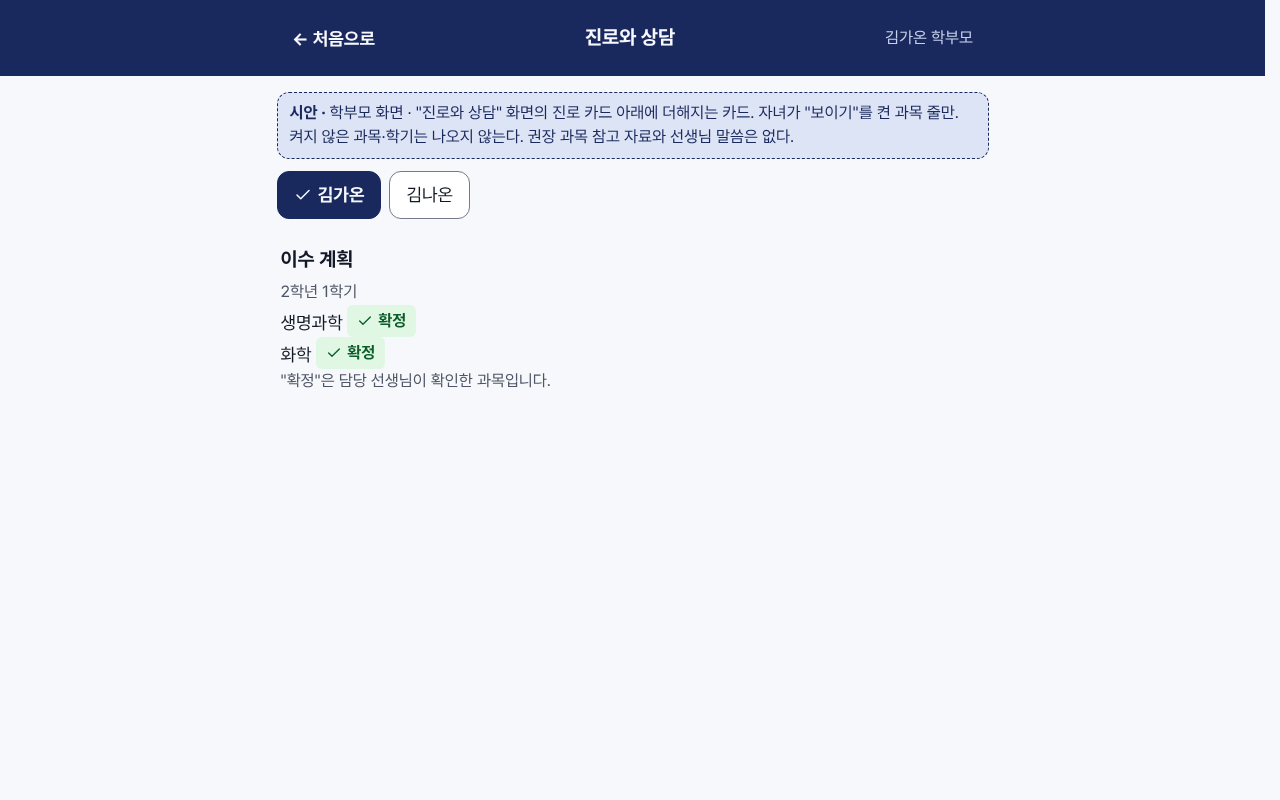 ← 처음으로
진로와 상담
김가온 학부모
시안 · 학부모 화면 · "진로와 상담" 화면의 진로 카드 아래에 더해지는 카드. 자녀가 "보이기"를 켠 과목 줄만.
켜지 않은 과목·학기는 나오지 않는다. 권장 과목 참고 자료와 선생님 말씀은 없다.
✓ 김가온
김나온
이수 계획
2학년 1학기
생명과학 ✓ 확정
화학 ✓ 확정
"확정"은 담당 선생님이 확인한 과목입니다.